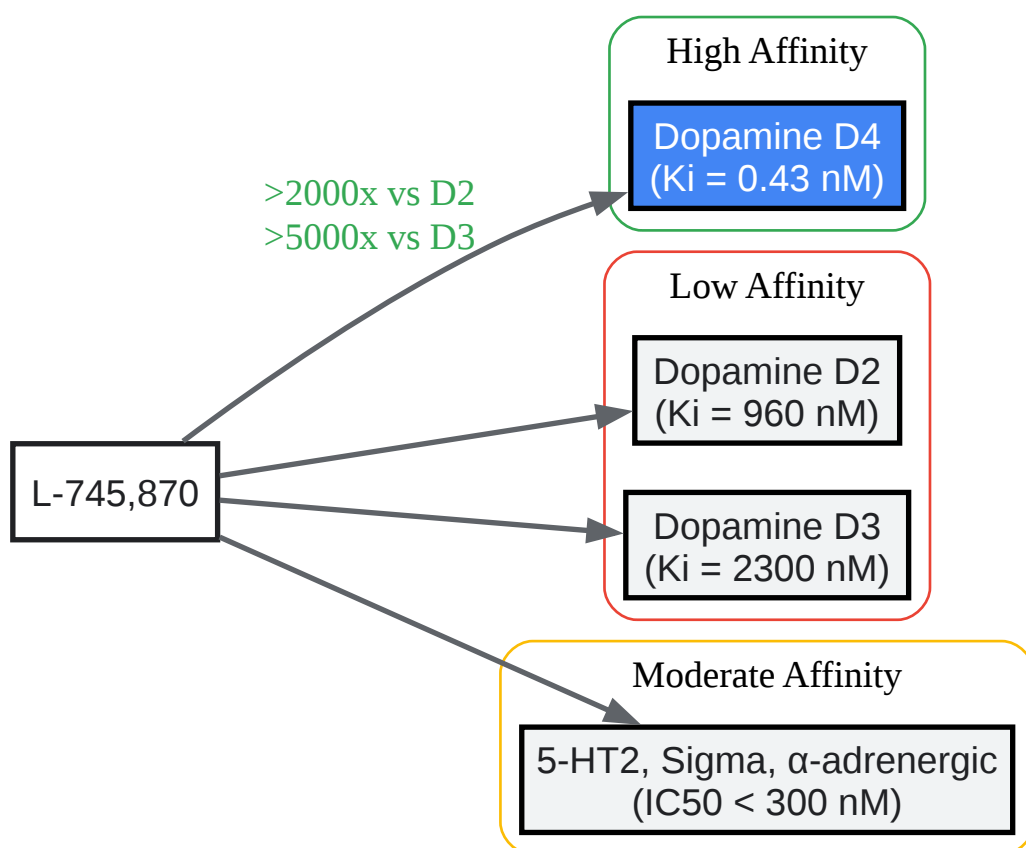 High Affinity
Dopamine D4
(Ki = 0.43 nM)
>2000x vs D2
>5000x vs D3
Low Affinity
Dopamine D2
(Ki = 960 nM)
L-745,870
Dopamine D3
(Ki = 2300 nM)
Moderate Affinity
5-HT2, Sigma, α-adrenergic
(IC50 < 300 nM)